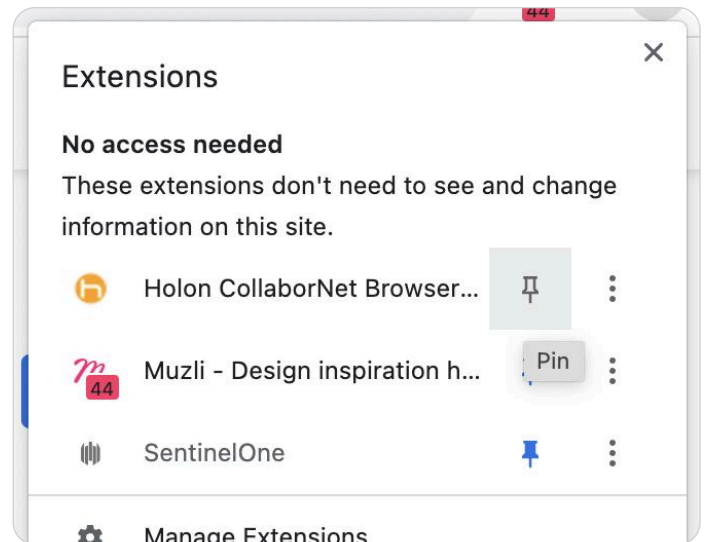 44
Extensions
No access needed
These extensions don't need to see and change
information on this site.
Holon CollaborNet Browser...
Muzli - Design inspiration h...
44
Pin
SentinelOne
Manage Extensions